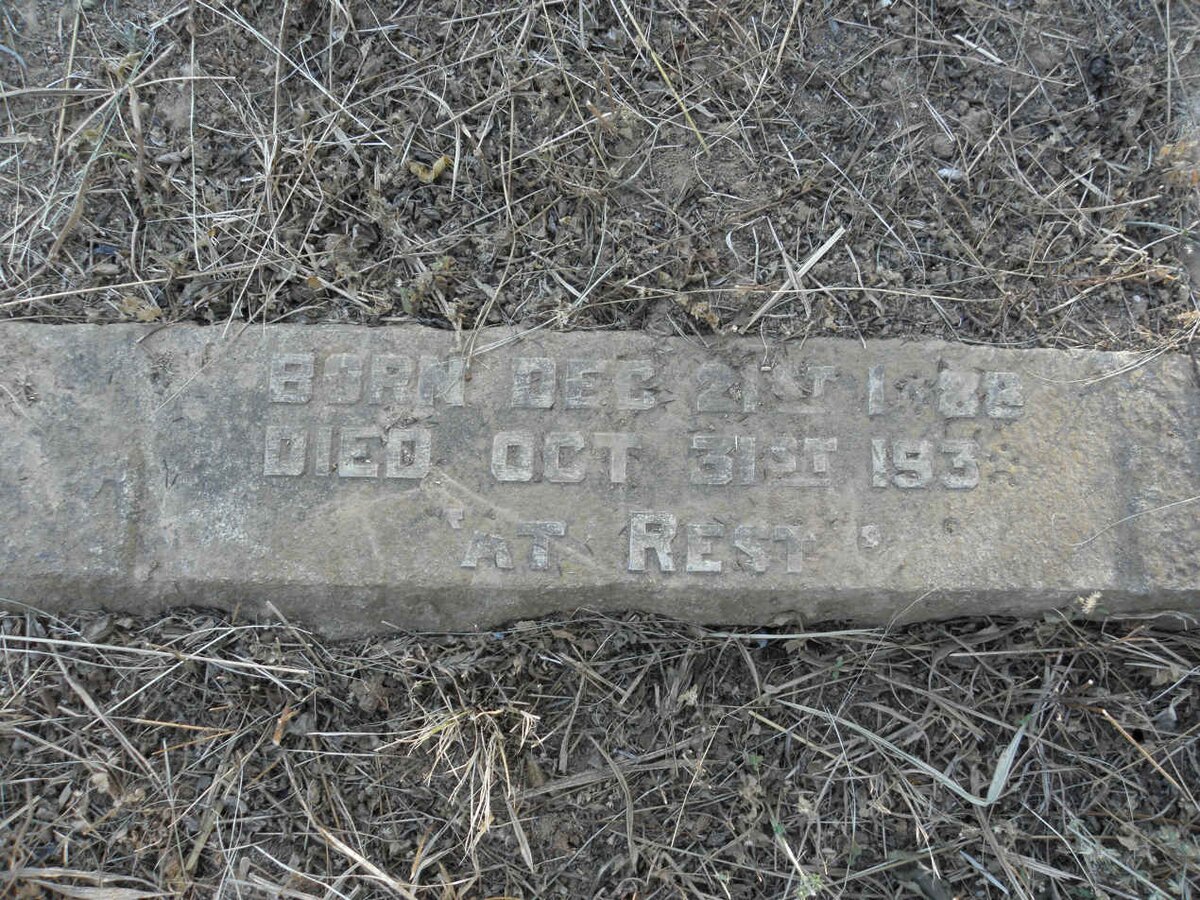 BORN DEC 21ST
DIED OCT 31ST 193
"AT REST"